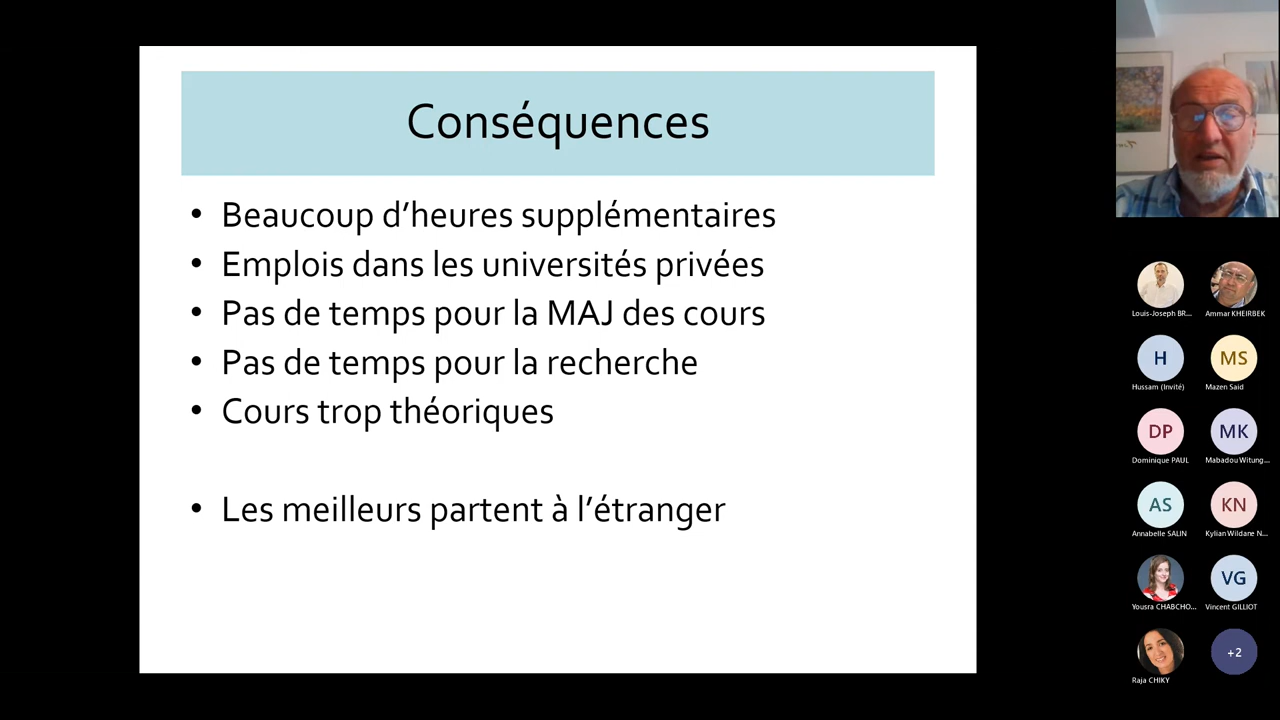 Conséquences
• Beaucoup d’heures supplémentaires
• Emplois dans les universités privées
• Pas de temps pour la MAJ des cours
• Pas de temps pour la recherche
• Cours trop théoriques
• Les meilleurs partent à l’étranger
Louis-Joseph BR...
Ammar KHEIRBEK
H
MS
Hussam (Invité)
Mazen Said
DP
MK
Dominique PAUL
Mabadou Witung...
AS
KN
Annabelle SALIN
Kylian Wildane N...
VG
Yousra CHABCHO...
Vincent GILLIOT
+2
Raja CHIKY